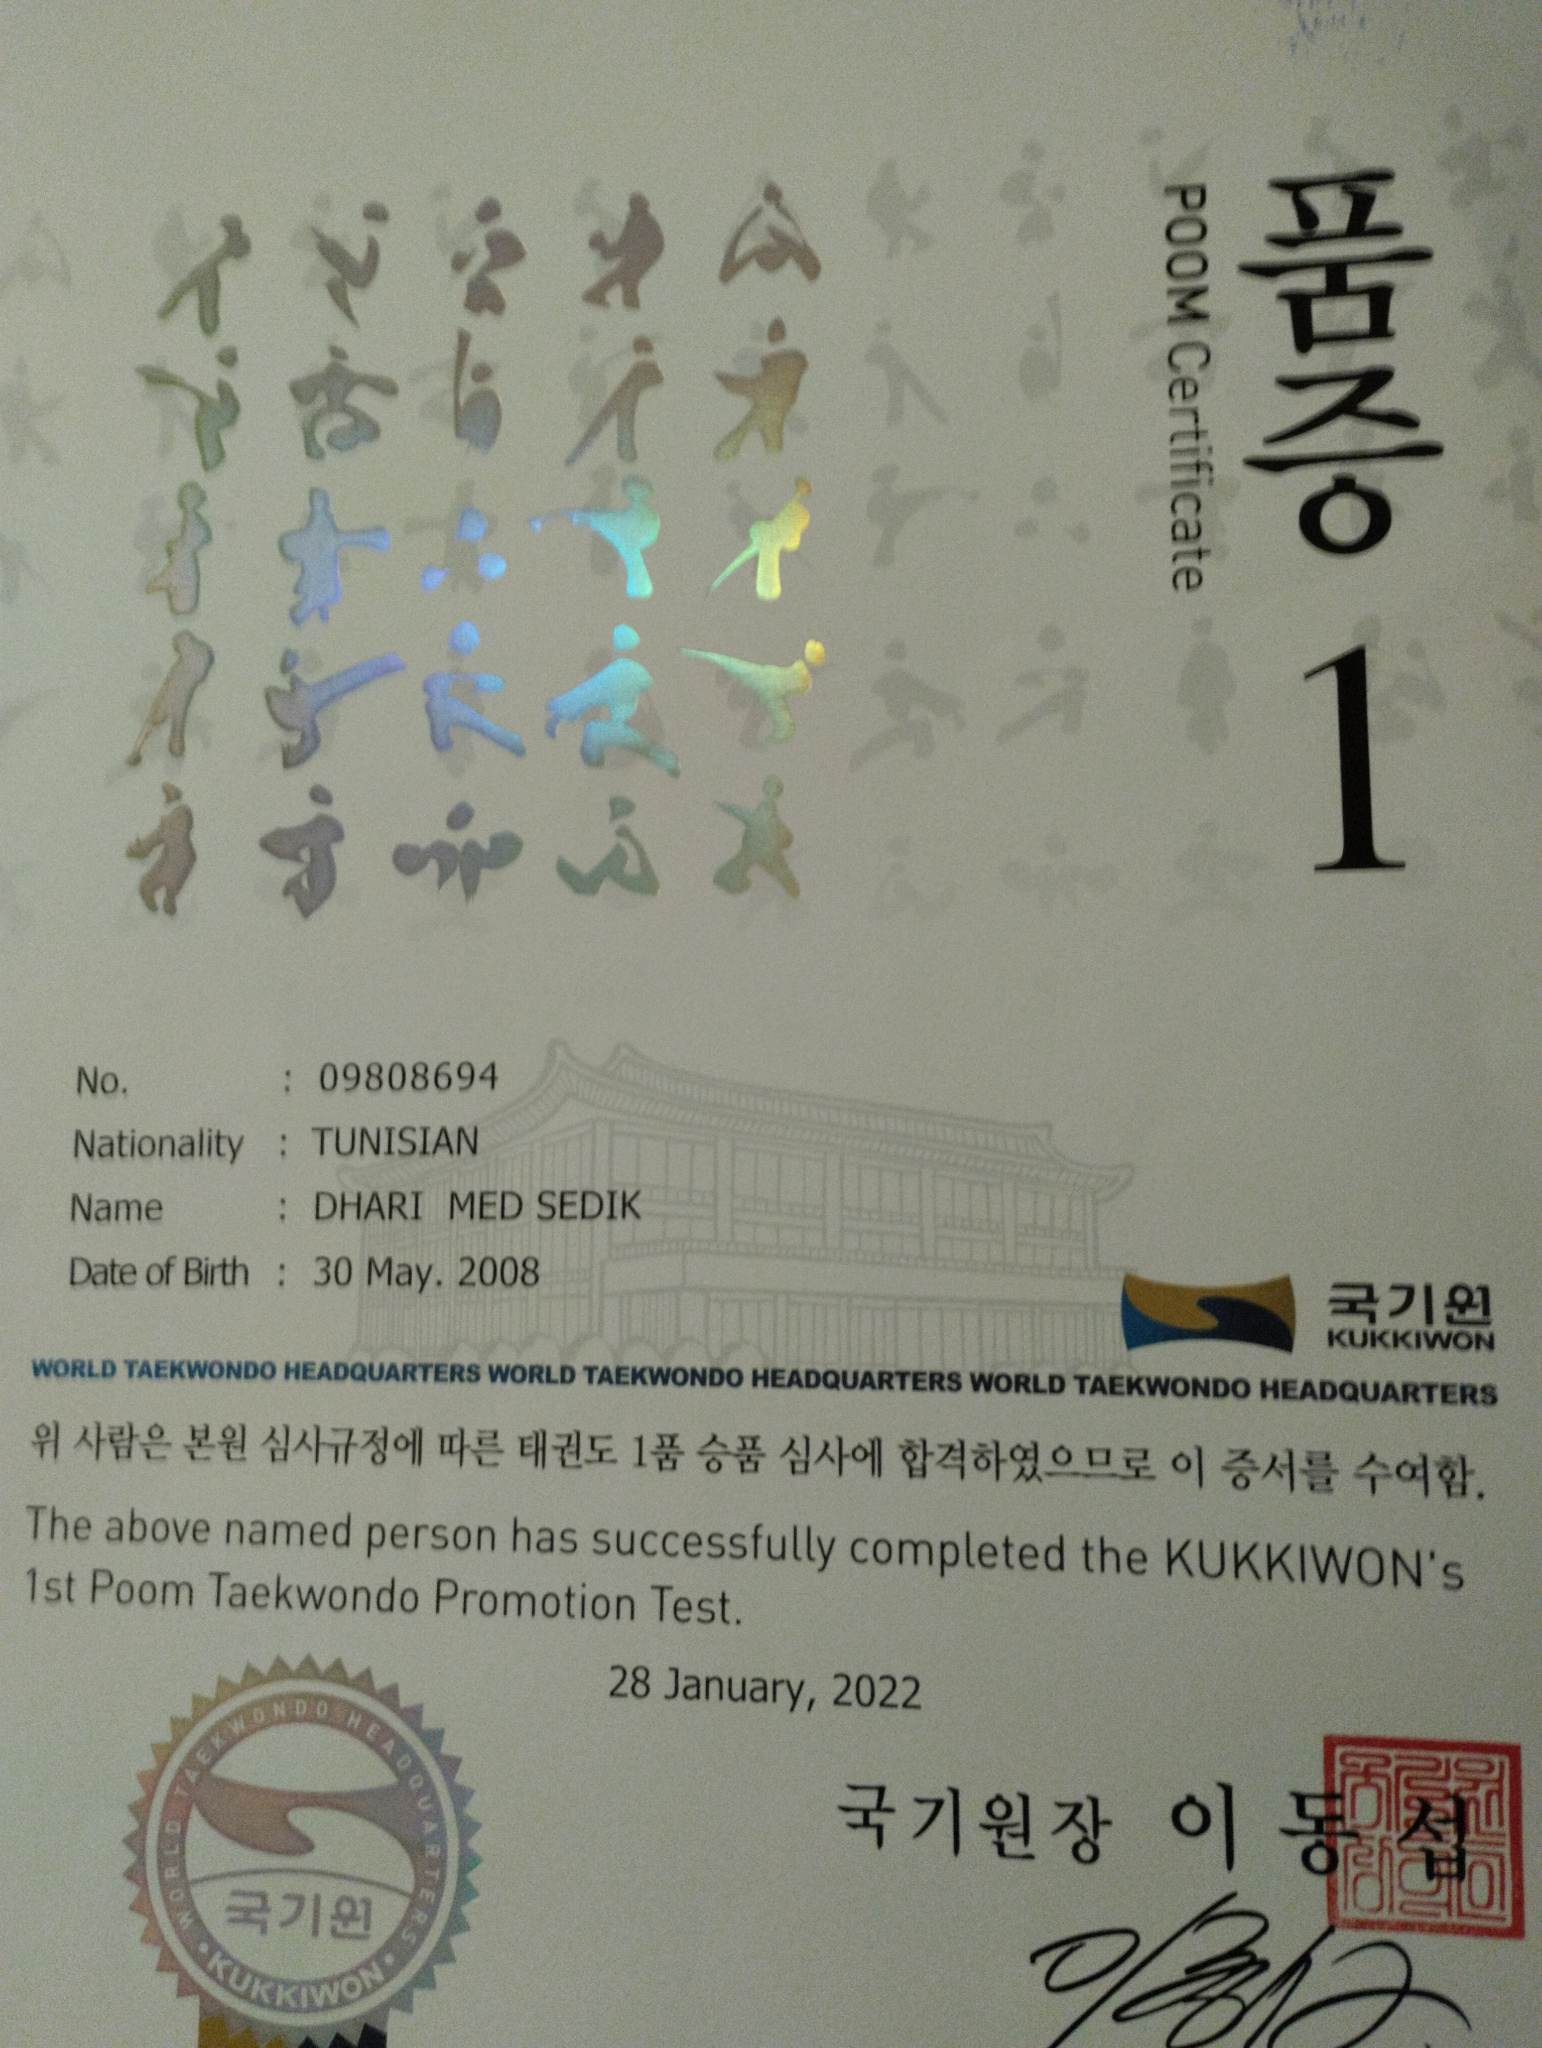 품증 1
POOM Certificate
No. : 09808694
Nationality : TUNISIAN
Name : DHARI MED SEDIK
Date of Birth : 30 May. 2008
국기원
KUKKIWON
WORLD TAEKWONDO HEADQUARTERS WORLD TAEKWONDO HEADQUARTERS WORLD TAEKWONDO HEADQUARTERS
위 사람은 본원 심사규정에 따른 태권도 1품 승품 심사에 합격하였으므로 이 증서를 수여함.
The above named person has successfully completed the KUKKIWON's
1st Poom Taekwondo Promotion Test.
28 January, 2022
국기원장 이동섭
WORLD TAEKWONDO HEADQUARTERS
국기원
KUKKIWON